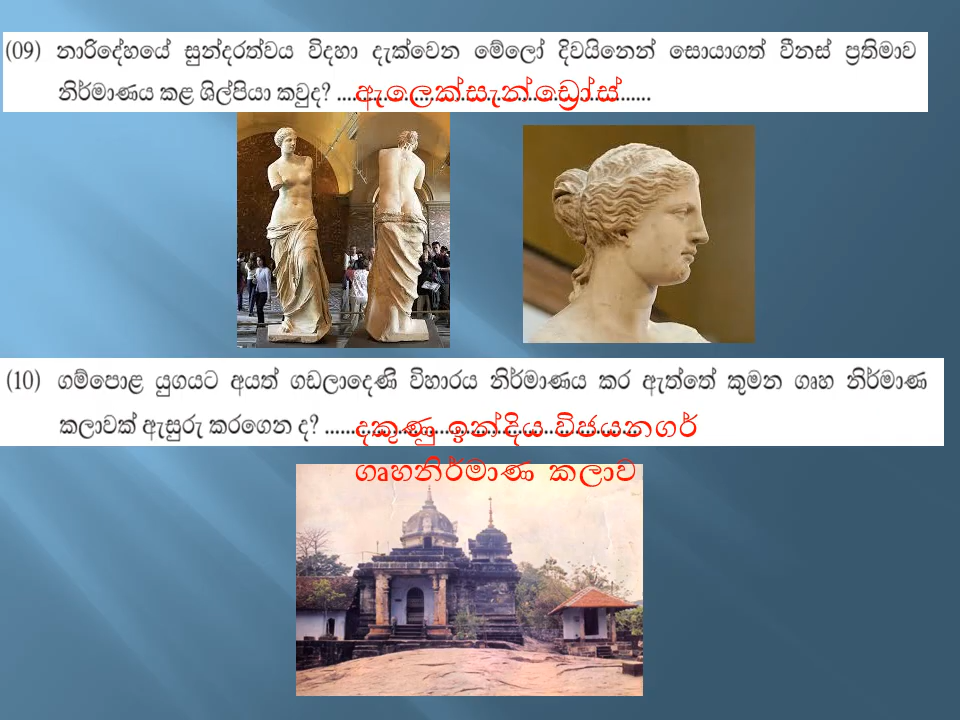 (09) නාරිදේහයේ සුන්දරත්වය විදහා දැක්වෙන මේලෝ දිවයිනෙන් සොයාගත් වීනස් ප්‍රතිමාව
නිර්මාණය කළ ශිල්පියා කවුද? ........................................................ ඇලෙක්සැන්ඩ්‍රෝස්
(10) ගම්පොළ යුගයට අයත් ගඩලාදෙණි විහාරය නිර්මාණය කර ඇත්තේ කුමන ගෘහ නිර්මාණ
කලාවක් ඇසුරු කරගෙන ද? ........................................................ දකුණු ඉන්දිය විජයනගර්
ගෘහනිර්මාණ කලාව